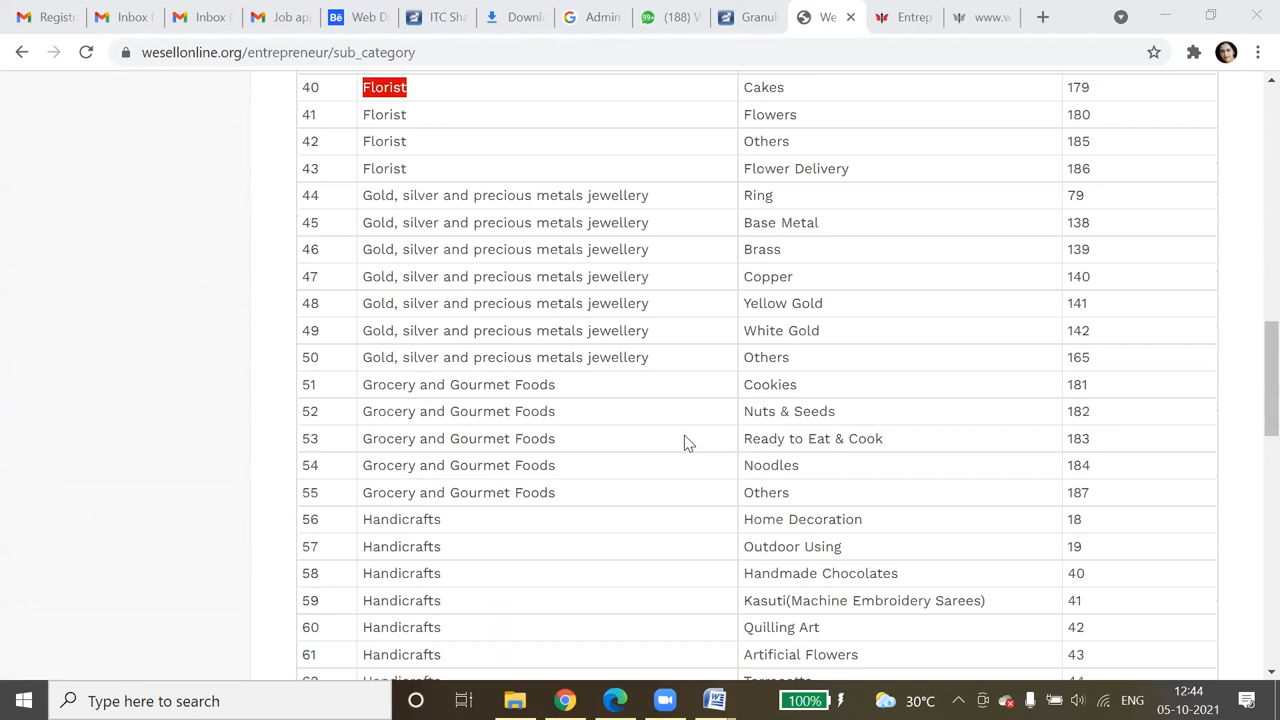 Registr
Inbox
Inbox (
Job ap
Web D
ITC Sha
Downl
Admin
99+ (188) W
Granul
We
Entrep
www.w
wesellonline.org/entrepreneur/sub_category
40 Florist Cakes 179
41 Florist Flowers 180
42 Florist Others 185
43 Florist Flower Delivery 186
44 Gold, silver and precious metals jewellery Ring 79
45 Gold, silver and precious metals jewellery Base Metal 138
46 Gold, silver and precious metals jewellery Brass 139
47 Gold, silver and precious metals jewellery Copper 140
48 Gold, silver and precious metals jewellery Yellow Gold 141
49 Gold, silver and precious metals jewellery White Gold 142
50 Gold, silver and precious metals jewellery Others 165
51 Grocery and Gourmet Foods Cookies 181
52 Grocery and Gourmet Foods Nuts & Seeds 182
53 Grocery and Gourmet Foods Ready to Eat & Cook 183
54 Grocery and Gourmet Foods Noodles 184
55 Grocery and Gourmet Foods Others 187
56 Handicrafts Home Decoration 18
57 Handicrafts Outdoor Using 19
58 Handicrafts Handmade Chocolates 40
59 Handicrafts Kasuti(Machine Embroidery Sarees) 41
60 Handicrafts Quilling Art 42
61 Handicrafts Artificial Flowers 43
Type here to search
100%
30°C
ENG
12:44
05-10-2021